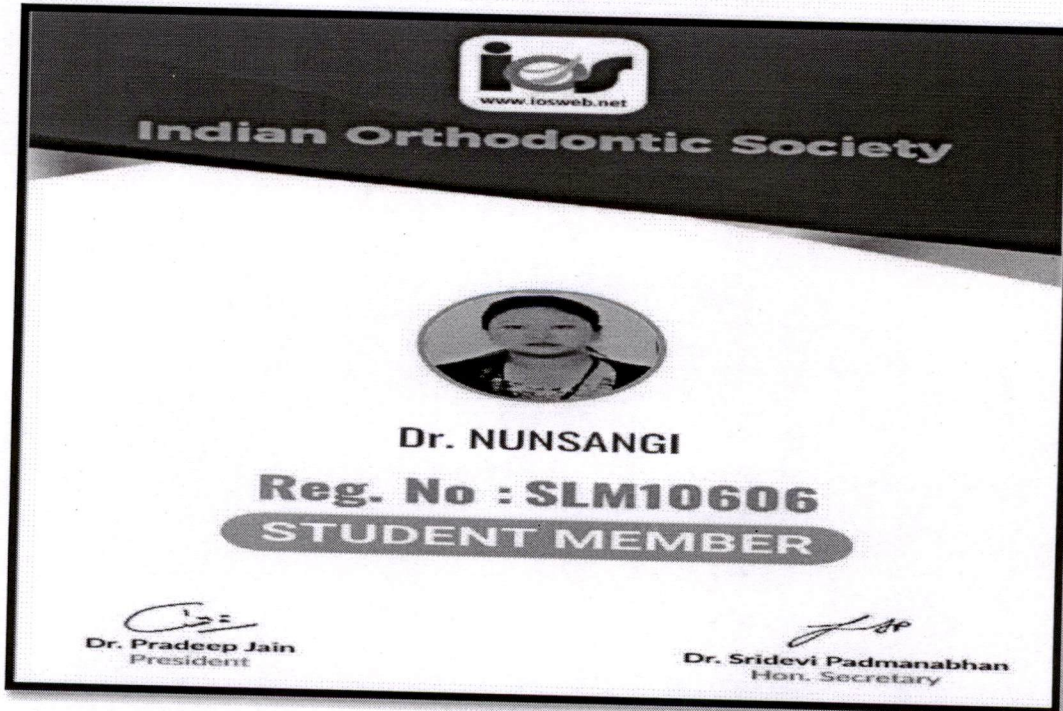 ios
www.iosweb.net
Indian Orthodontic Society
Dr. NUNSANGI
Reg. No : SLM10606
STUDENT MEMBER
Dr. Pradeep Jain
President
Dr. Sridevi Padmanabhan
Hon. Secretary